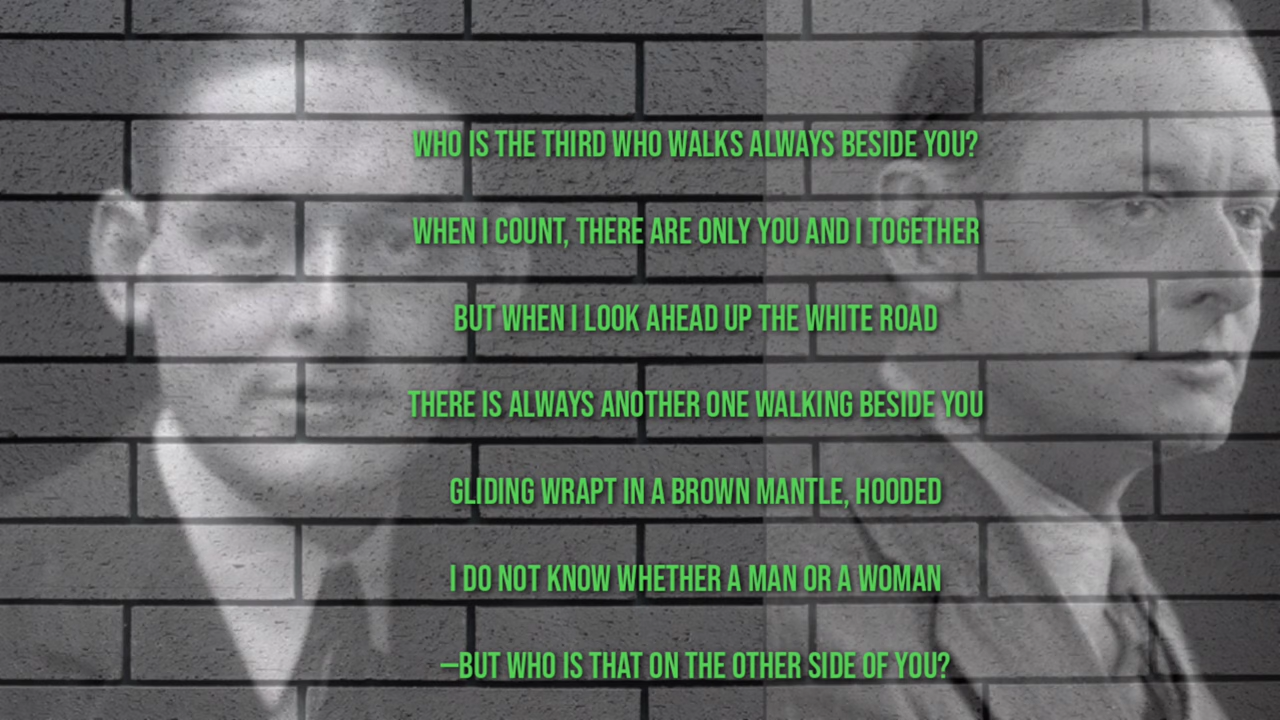 WHO IS THE THIRD WHO WALKS ALWAYS BESIDE YOU?
WHEN I COUNT, THERE ARE ONLY YOU AND I TOGETHER
BUT WHEN I LOOK AHEAD UP THE WHITE ROAD
THERE IS ALWAYS ANOTHER ONE WALKING BESIDE YOU
GLIDING WRAPT IN A BROWN MANTLE, HOODED
I DO NOT KNOW WHETHER A MAN OR A WOMAN
—BUT WHO IS THAT ON THE OTHER SIDE OF YOU?